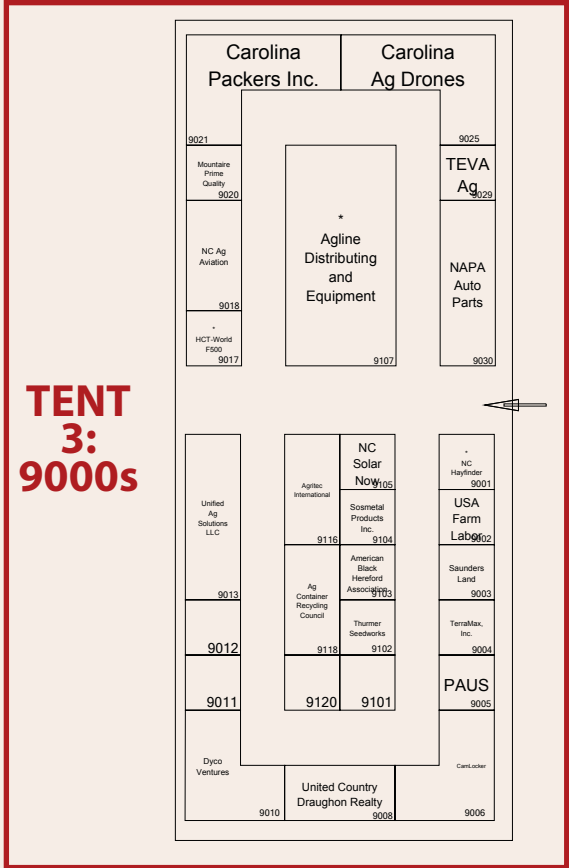 TENT
3:
9000s
Carolina
Packers Inc.
9021
Carolina
Ag Drones
9025
Mountaire
Prime
Quality
9020
TEVA
Ag
9029
*
Agline
Distributing
and
Equipment
9107
NC Ag
Aviation
9018
NAPA
Auto
Parts
9030
*
HCT-World
F500
9017
Unified
Ag
Solutions
LLC
9013
Agritec
International
9116
NC
Solar
Now
9105
*
NC
Hayfinder
9001
Sosmetal
Products
Inc.
9104
USA
Farm
Labor
9002
Ag
Container
Recycling
Council
9118
American
Black
Hereford
Association
9103
Saunders
Land
9003
9012
Thurmer
Seedworks
9102
TerraMax,
Inc.
9004
9011
9120
9101
PAUS
9005
Dyco
Ventures
9010
United Country
Draughon Realty
9008
CamLocker
9006